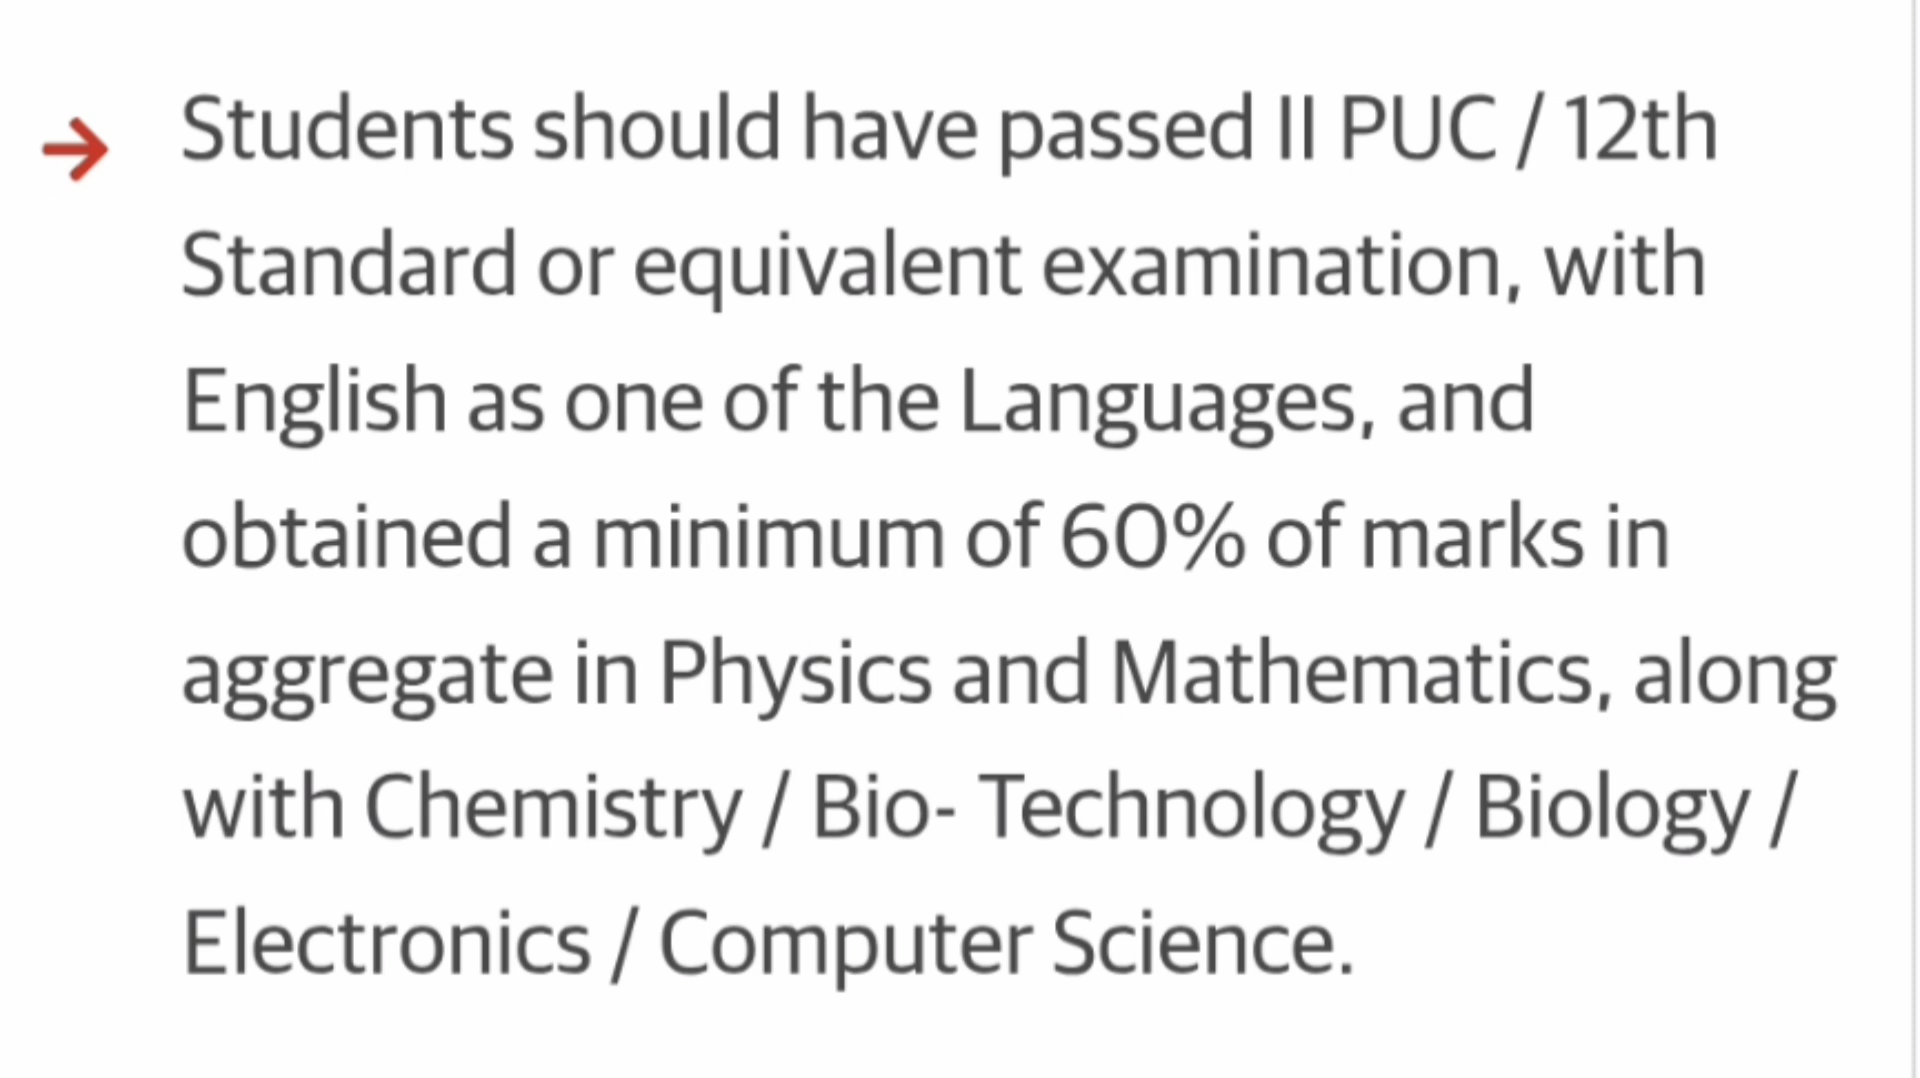 Students should have passed II PUC / 12th
Standard or equivalent examination, with
English as one of the Languages, and
obtained a minimum of 60% of marks in
aggregate in Physics and Mathematics, along
with Chemistry / Bio- Technology / Biology /
Electronics / Computer Science.